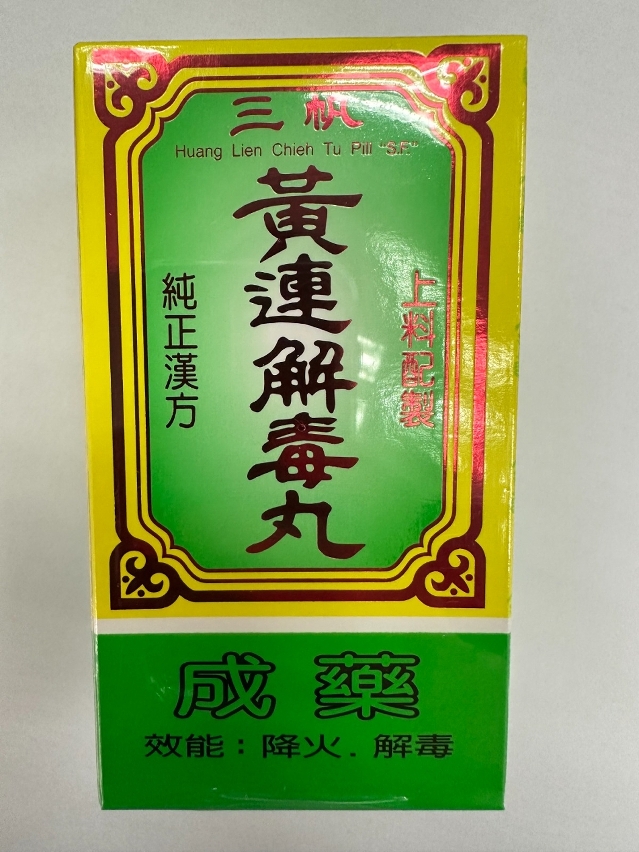 三帆
Huang Lien Chieh Tu Pill "S.F."
黃連解毒丸
上料配製
純正漢方
成藥
效能：降火．解毒